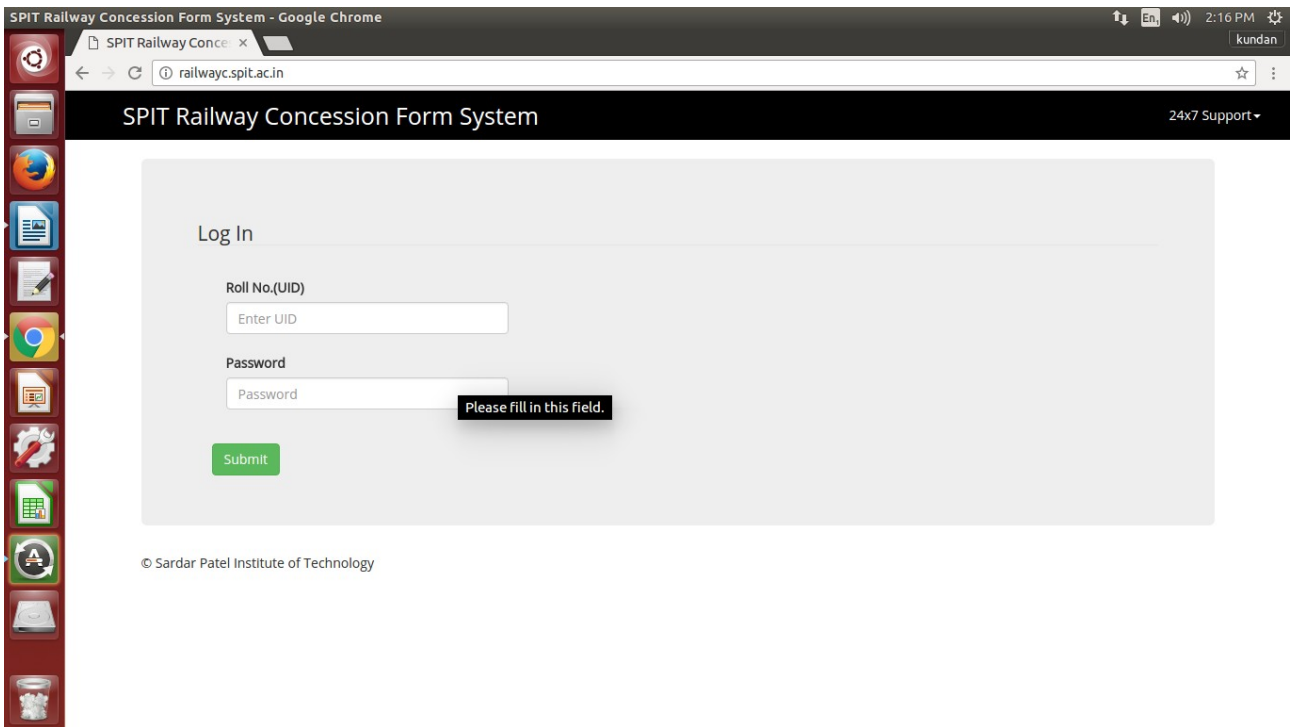 SPIT Railway Concession Form System - Google Chrome
En1
2:16 PM
SPIT Railway Conce
kundan
railwayc.spit.ac.in
SPIT Railway Concession Form System
24x7 Support
Log In
Roll No.(UID)
Enter UID
Password
Password
Please fill in this field.
Submit
© Sardar Patel Institute of Technology